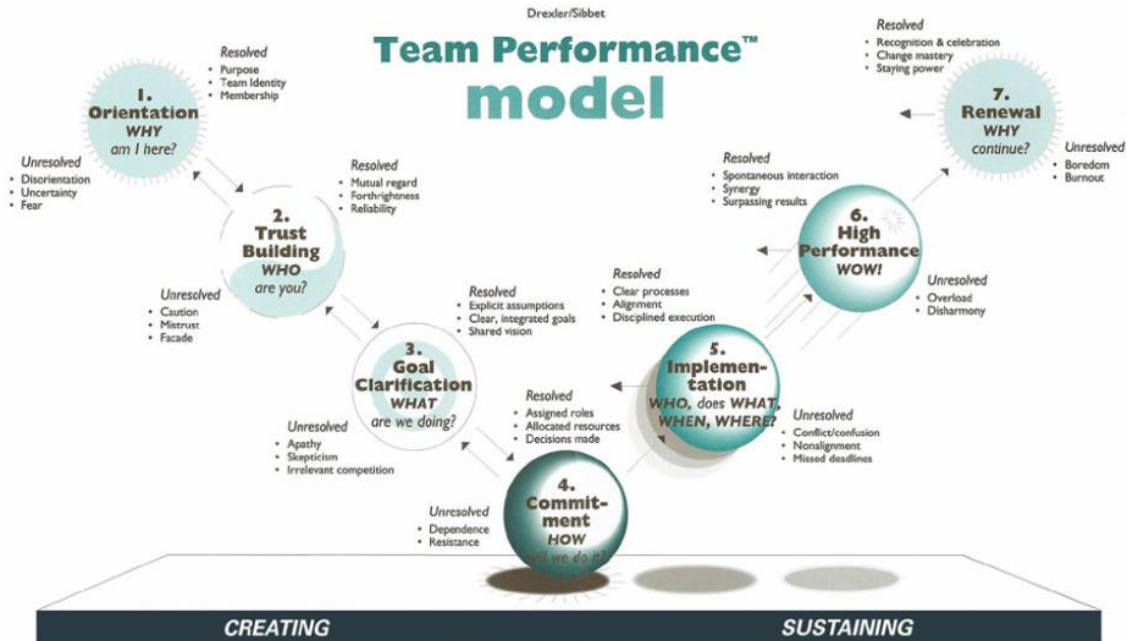 Drexler/Sibbet
Team Performance™
model
Resolved
• Purpose
• Team Identity
• Membership
1.
Orientation
WHY
am I here?
Unresolved
• Disorientation
• Uncertainty
• Fear
Resolved
• Mutual regard
• Forthrightness
• Reliability
2.
Trust
Building
WHO
are you?
Unresolved
• Caution
• Mistrust
• Facade
Resolved
• Explicit assumptions
• Clear, integrated goals
• Shared vision
3.
Goal
Clarification
WHAT
are we doing?
Unresolved
• Apathy
• Skepticism
• Irrelevant competition
Resolved
• Assigned roles
• Allocated resources
• Decisions made
4.
Commit-
ment
HOW
will we do it?
Unresolved
• Dependence
• Resistance
Resolved
• Clear processes
• Alignment
• Disciplined execution
5.
Implemen-
tation
WHO, does WHAT,
WHEN, WHERE?
Unresolved
• Conflict/confusion
• Nonalignment
• Missed deadlines
Resolved
• Spontaneous interaction
• Synergy
• Surpassing results
6.
High
Performance
WOW!
Unresolved
• Overload
• Disharmony
Resolved
• Recognition & celebration
• Change mastery
• Staying power
7.
Renewal
WHY
continue?
Unresolved
• Boredom
• Burnout
CREATING
SUSTAINING